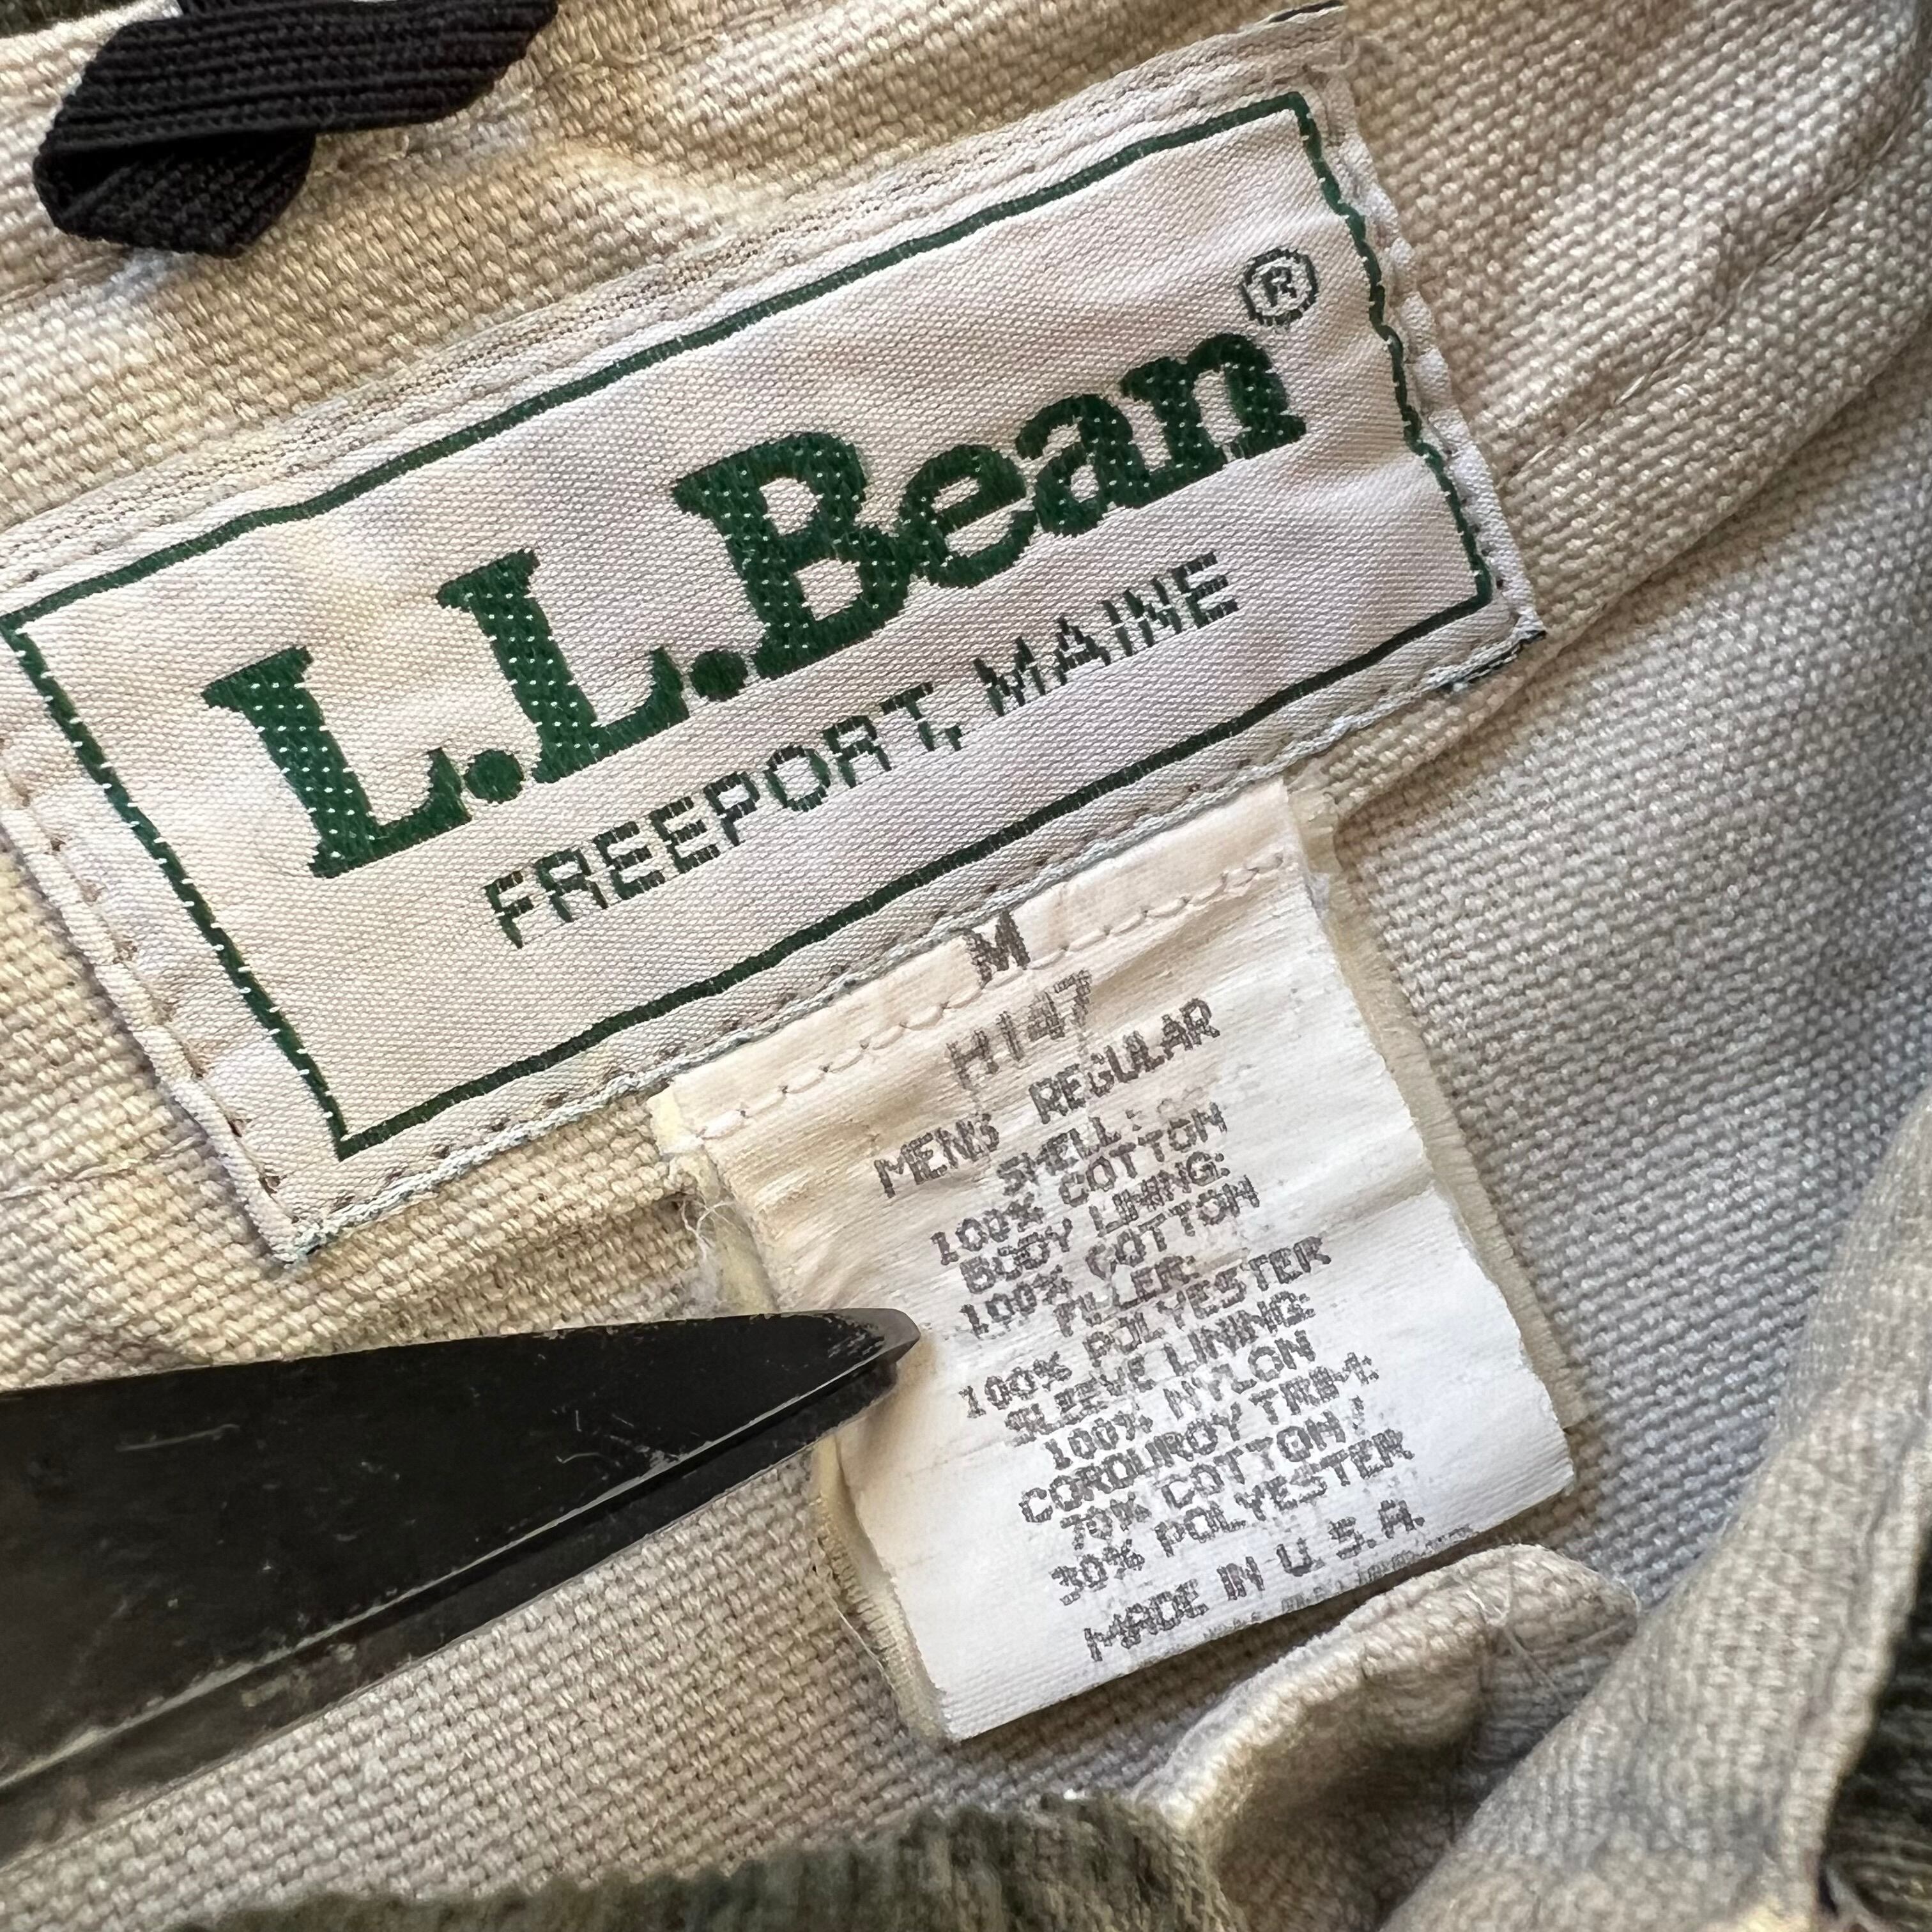 L.L.Bean®
FREEPORT, MAINE
M
H147
MENS REGULAR
SHELL:
100% COTTON
BODY LINING:
100% COTTON
FILLER:
100% POLYESTER
SLEEVE LINING:
100% NYLON
CORDUROY TRIM:
70% COTTON/
30% POLYESTER
MADE IN U.S.A.